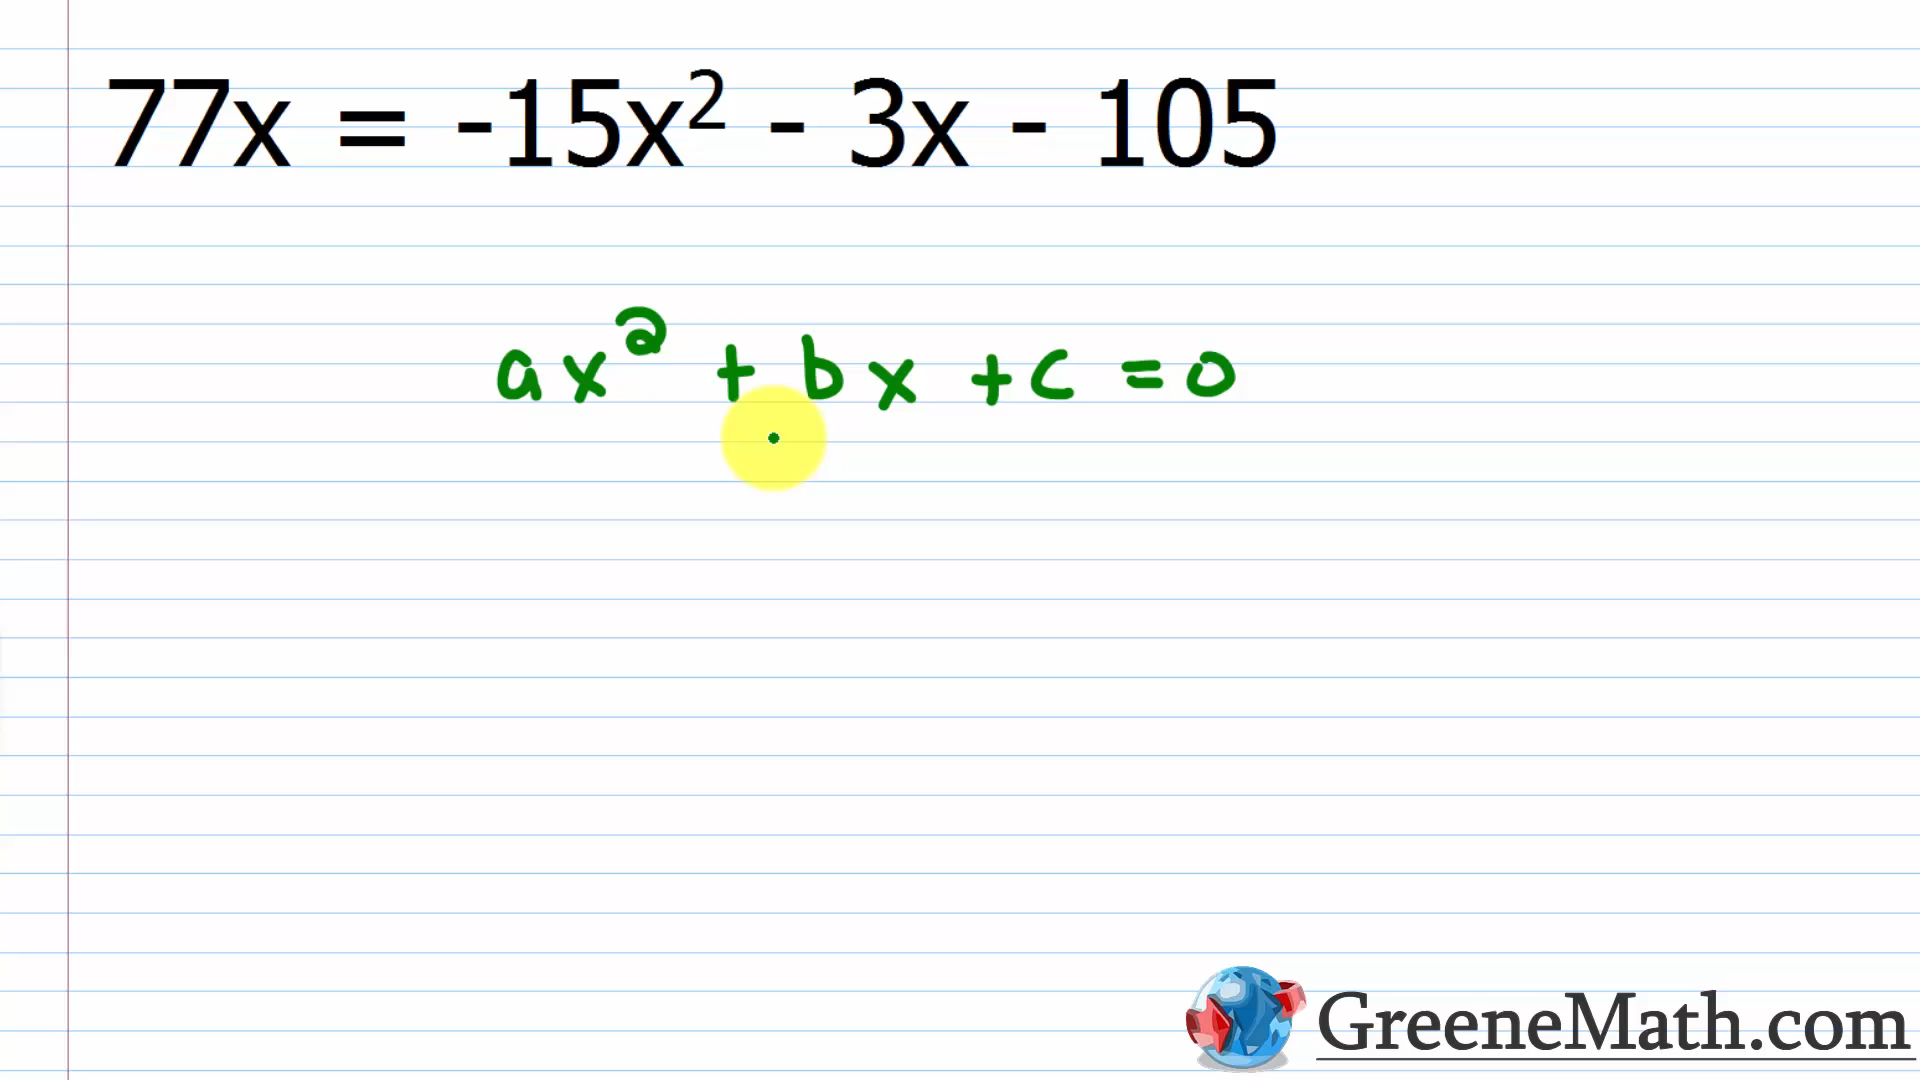 77x = -15x² - 3x - 105
ax² + bx + c = 0
GreeneMath.com